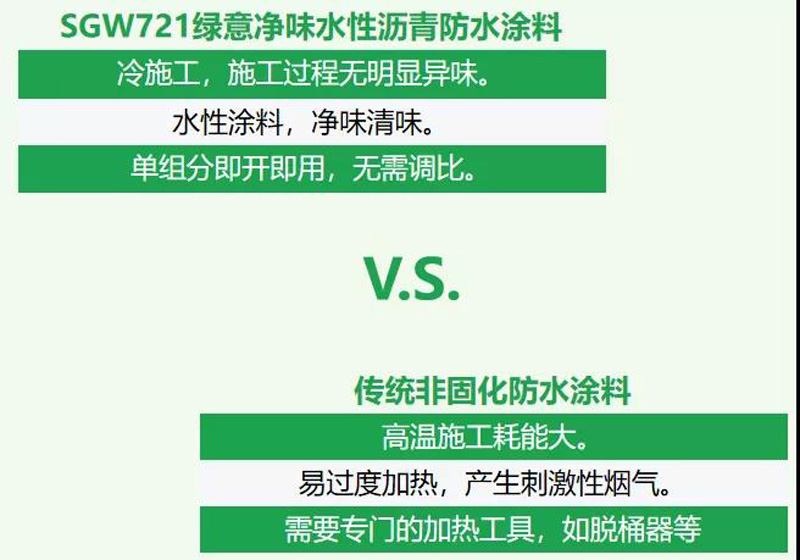 SGW721绿意净味水性沥青防水涂料
冷施工，施工过程无明显异味。
水性涂料，净味清味。
单组分即开即用，无需调比。
V.S.
传统非固化防水涂料
高温施工耗能大。
易过度加热，产生刺激性烟气。
需要专门的加热工具，如脱桶器等